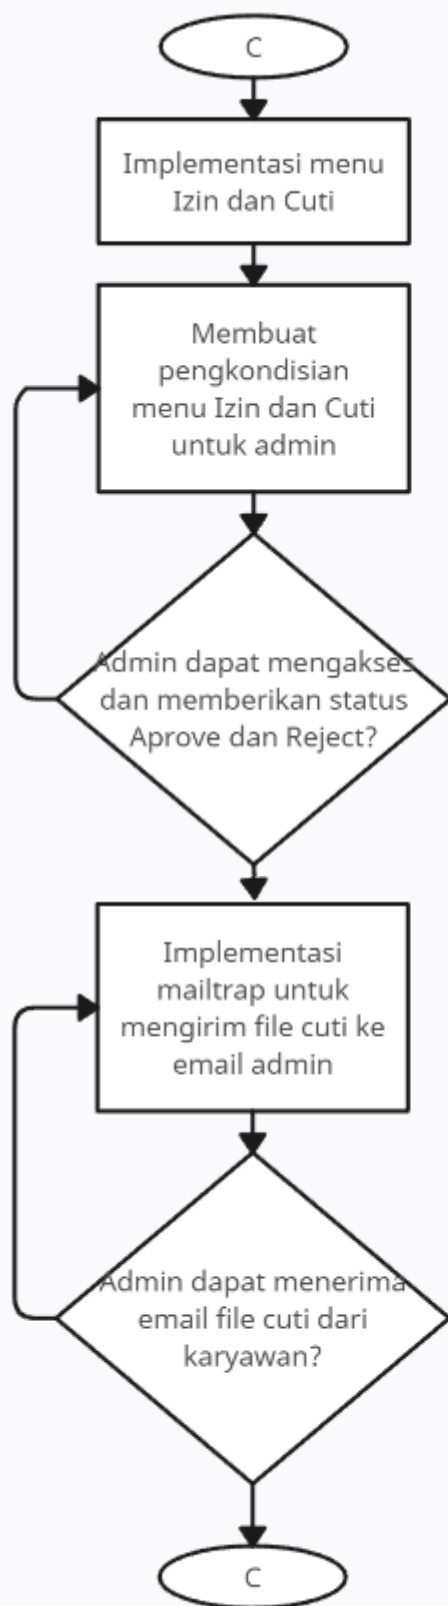 C
Implementasi menu
Izin dan Cuti
Membuat
pengkondisian
menu Izin dan Cuti
untuk admin
Admin dapat mengakses
dan memberikan status
Aprove dan Reject?
Implementasi
mailtrap untuk
mengirim file cuti ke
email admin
Admin dapat menerima
email file cuti dari
karyawan?
C